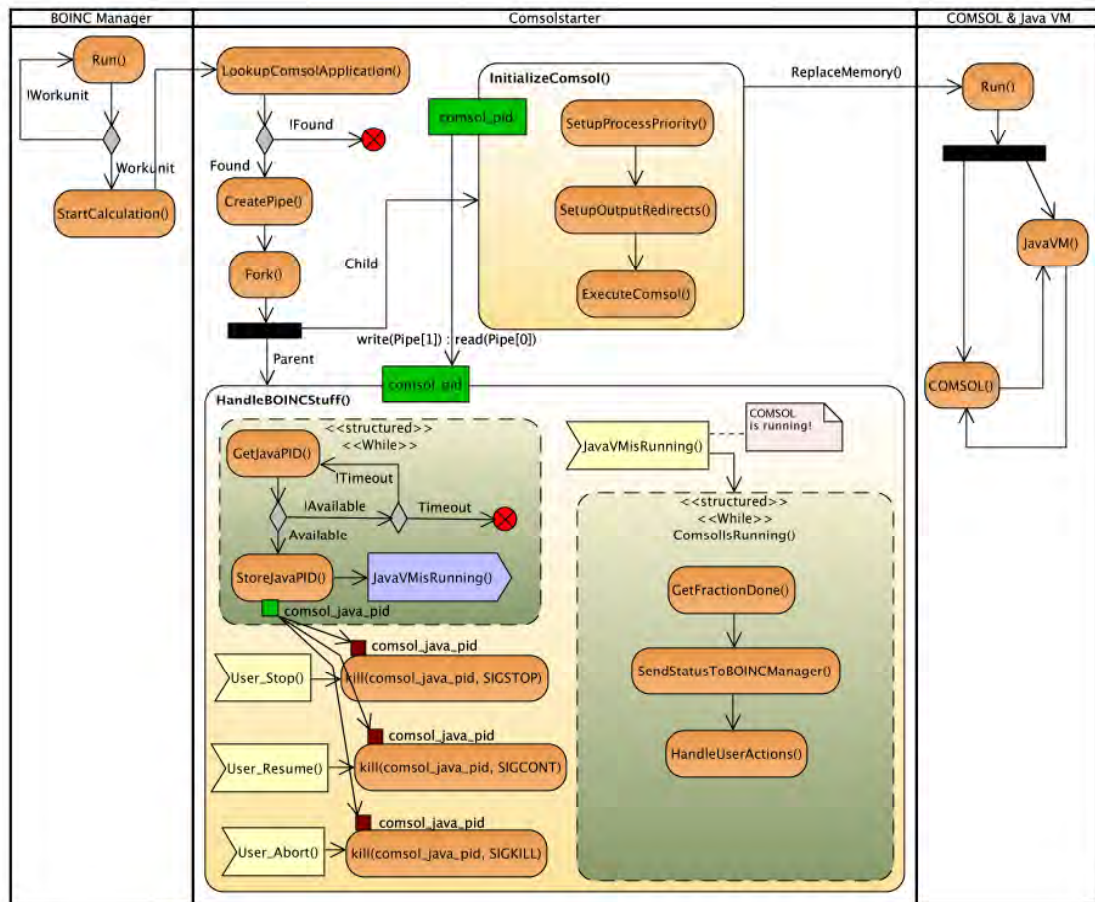 BOINC Manager
Comsolstarter
COMSOL & Java VM
Run()
!Workunit
Workunit
StartCalculation()
LookupComsolApplication()
!Found
Found
CreatePipe()
Fork()
Child
Parent
comsol_pid
InitializeComsol()
SetupProcessPriority()
SetupOutputRedirects()
ExecuteComsol()
ReplaceMemory()
Run()
JavaVM()
COMSOL()
write(Pipe[1]) : read(Pipe[0])
comsol_pid
HandleBOINCStuff()
<<structured>>
<<While>>
GetJavaPID()
!Timeout
!Available
Timeout
Available
StoreJavaPID()
JavaVMisRunning()
comsol_java_pid
comsol_java_pid
User_Stop()
kill(comsol_java_pid, SIGSTOP)
comsol_java_pid
User_Resume()
kill(comsol_java_pid, SIGCONT)
comsol_java_pid
User_Abort()
kill(comsol_java_pid, SIGKILL)
JavaVMisRunning()
COMSOL
is running!
<<structured>>
<<While>>
ComsolIsRunning()
GetFractionDone()
SendStatusToBOINCManager()
HandleUserActions()